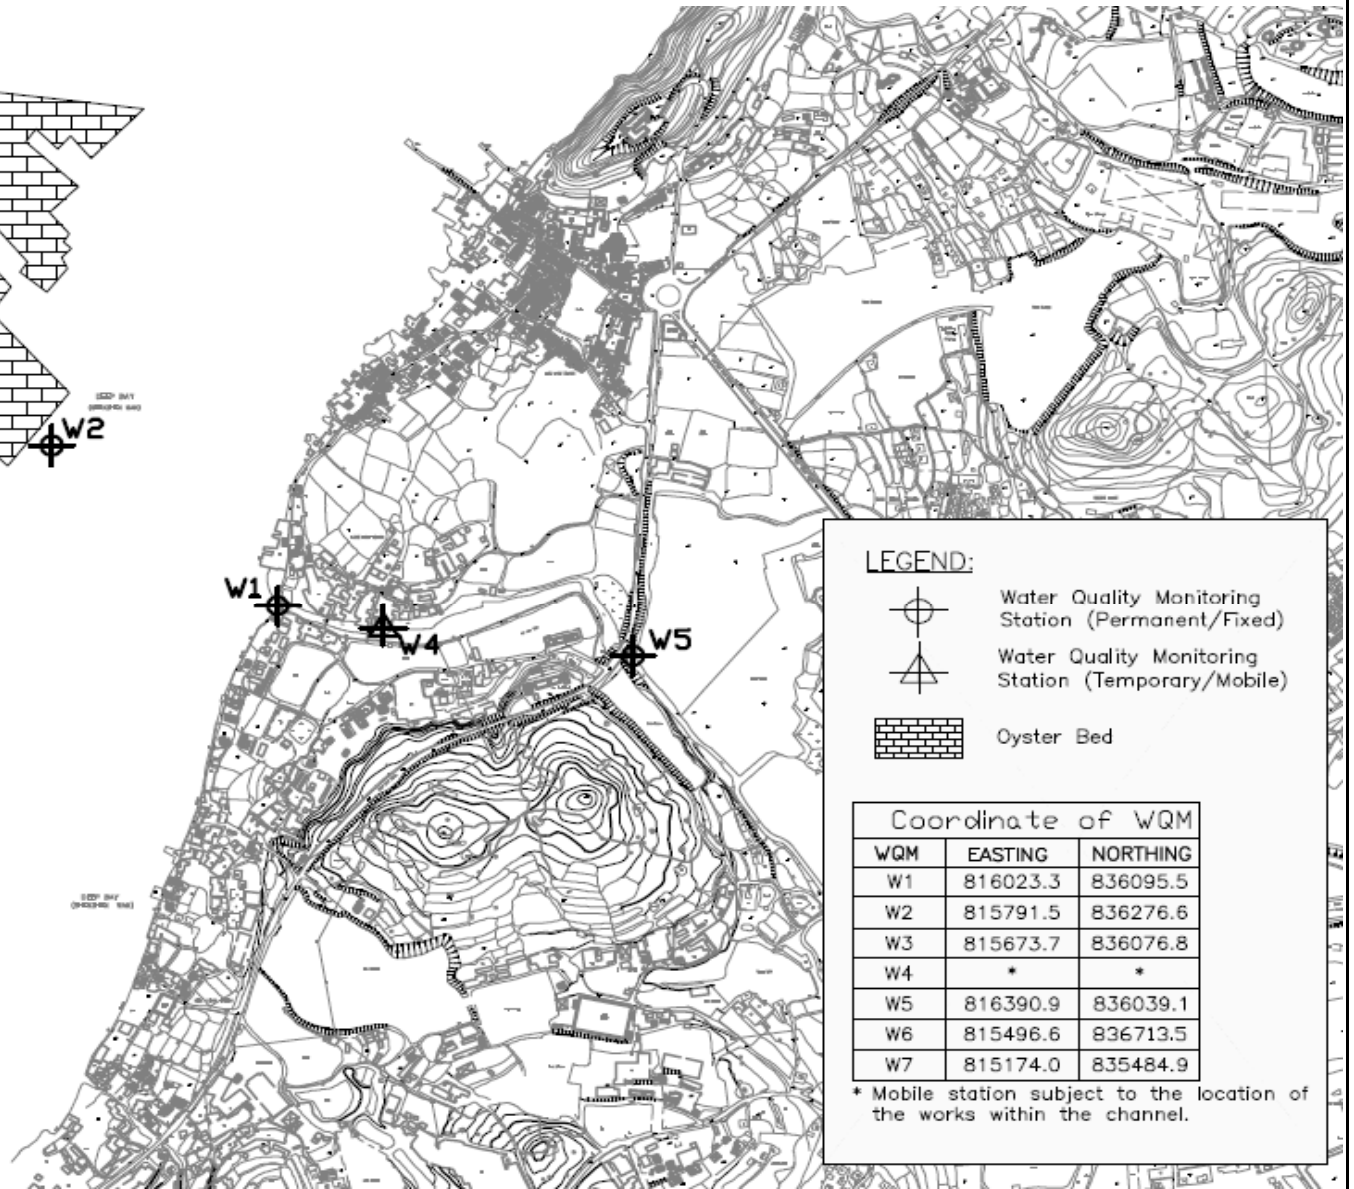 DEEP BAY
W2
W1
W4
W5
DEEP BAY
LEGEND:
Water Quality Monitoring
Station (Permanent/Fixed)
Water Quality Monitoring
Station (Temporary/Mobile)
Oyster Bed
Coordinate of WQM
WQM EASTING NORTHING
W1 816023.3 836095.5
W2 815791.5 836276.6
W3 815673.7 836076.8
W4 * *
W5 816390.9 836039.1
W6 815496.6 836713.5
W7 815174.0 835484.9
* Mobile station subject to the location of
the works within the channel.